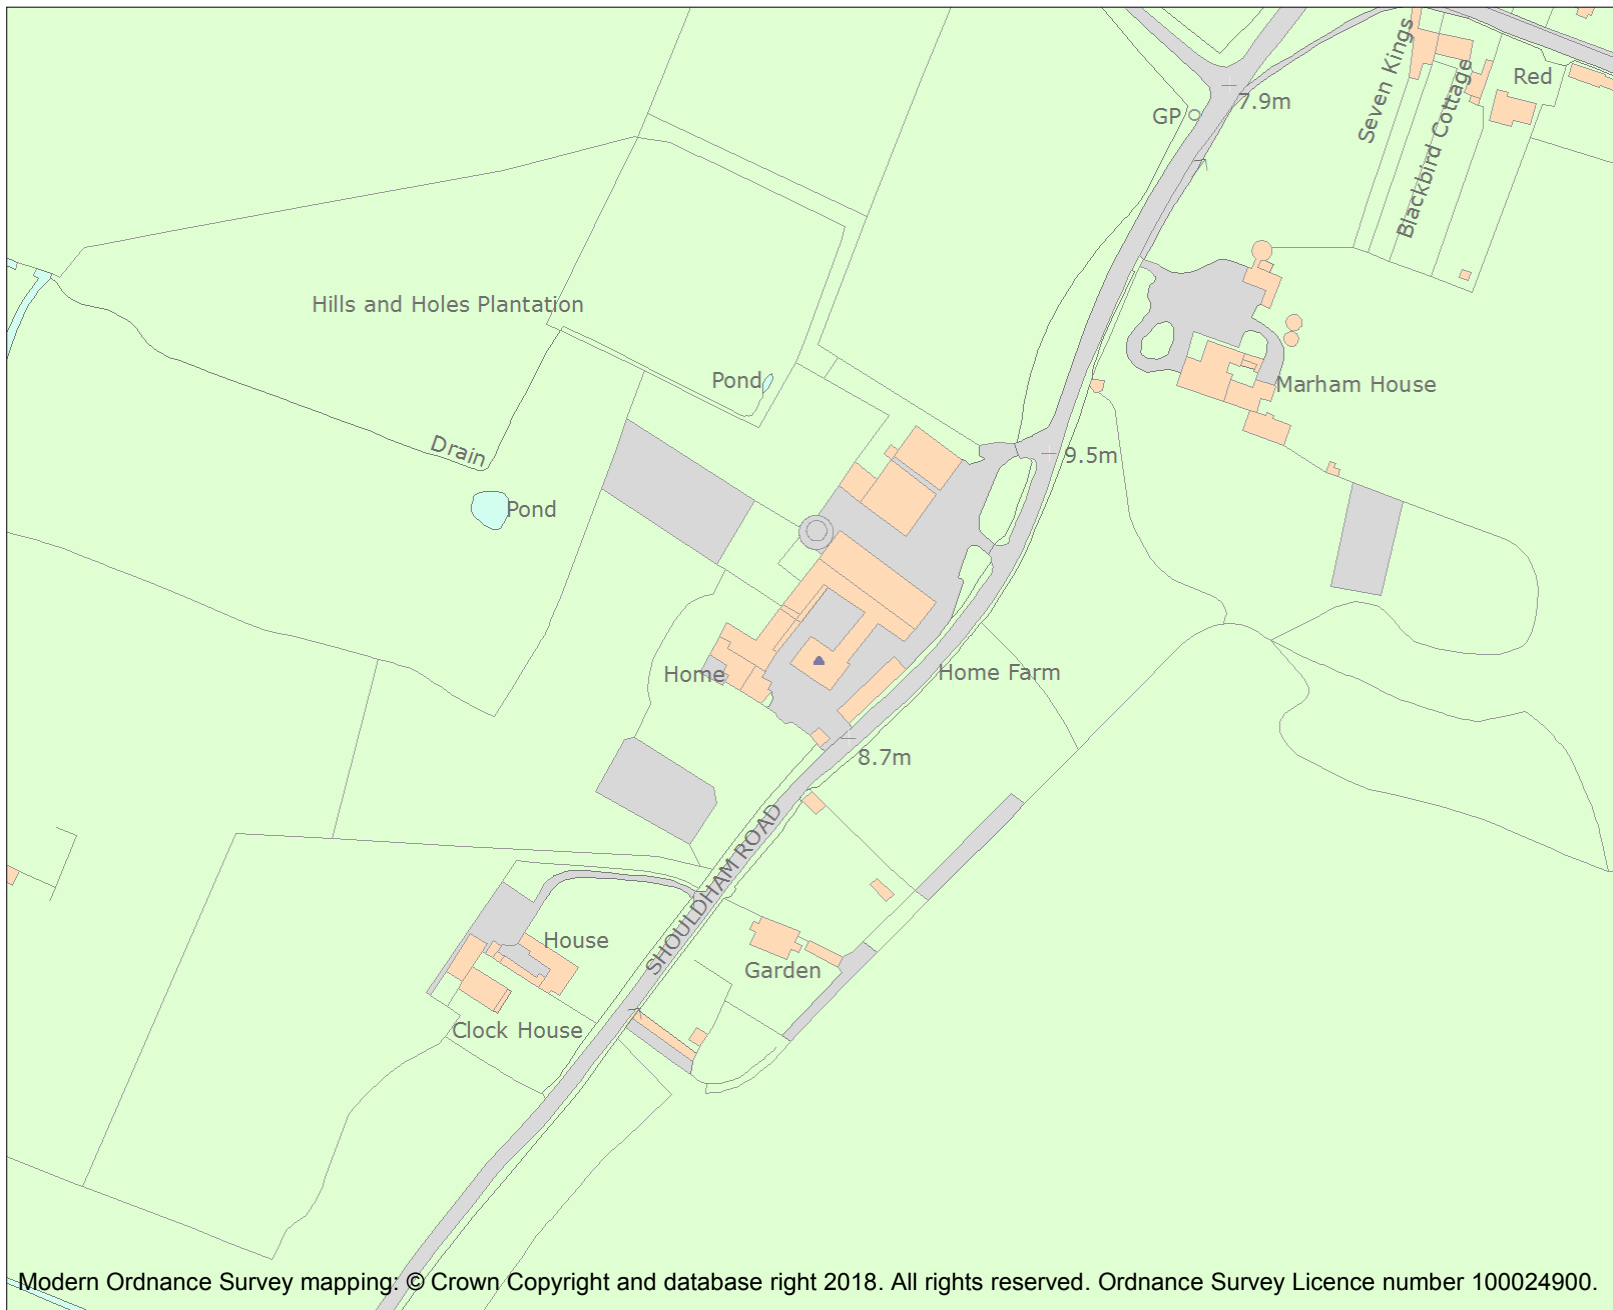 Seven Kings
Blackbird Cottage
Red
7.9m
GP
Hills and Holes Plantation
Pond
Marham House
Drain
9.5m
Pond
Home
Home Farm
8.7m
SHOULDHAM ROAD
House
Garden
Clock House
Modern Ordnance Survey mapping: © Crown Copyright and database right 2018. All rights reserved. Ordnance Survey Licence number 100024900.